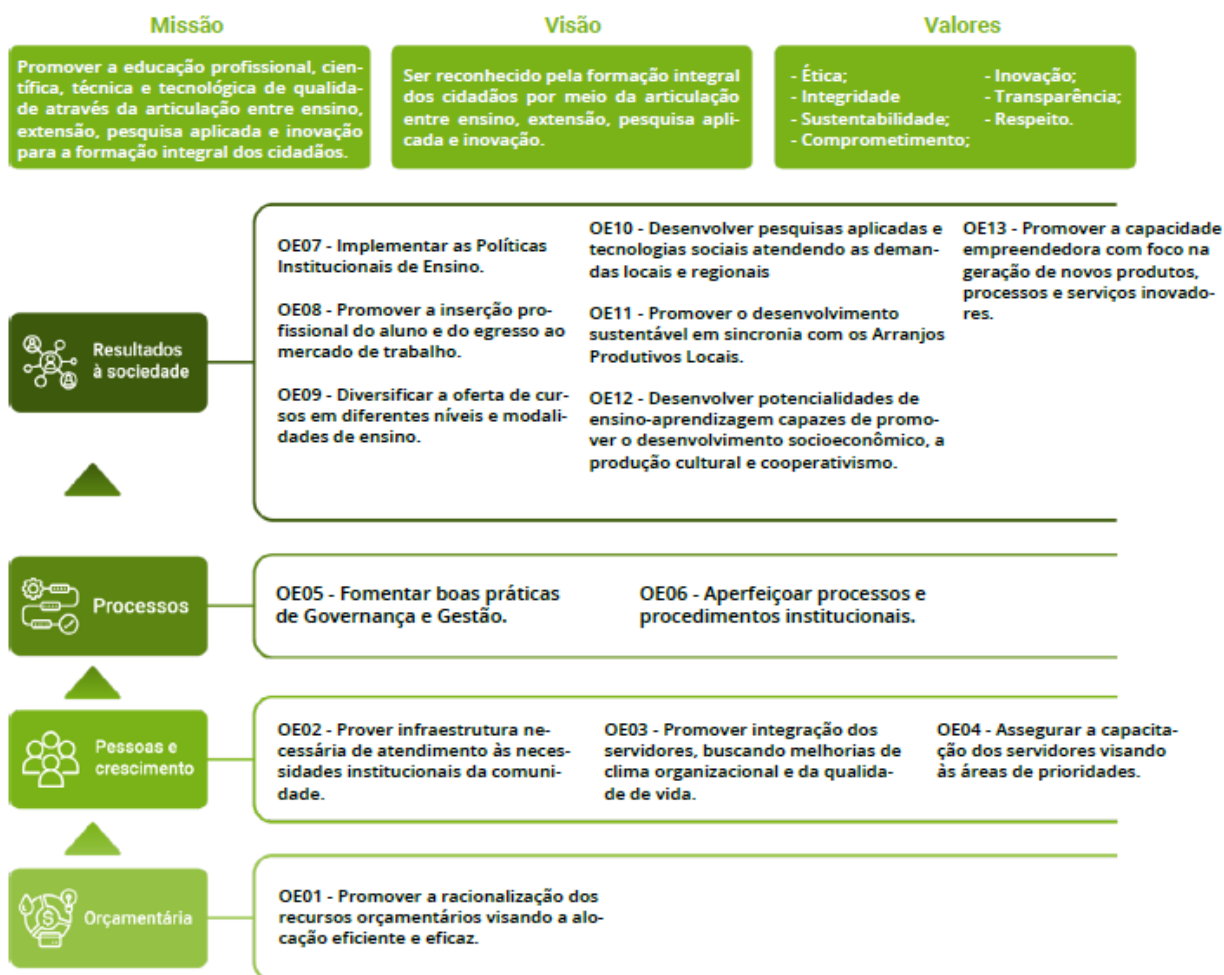 Missão
Promover a educação profissional, cien-
tífica, técnica e tecnológica de qualida-
de através da articulação entre ensino,
extensão, pesquisa aplicada e inovação
para a formação integral dos cidadãos.
Visão
Ser reconhecido pela formação integral
dos cidadãos por meio da articulação
entre ensino, extensão, pesquisa apli-
cada e inovação.
Valores
- Ética;
- Integridade
- Sustentabilidade;
- Comprometimento;
- Inovação;
- Transparência;
- Respeito.
Resultados
à sociedade
OE07 - Implementar as Políticas
Institucionais de Ensino.
OE08 - Promover a inserção pro-
fissional do aluno e do egresso ao
mercado de trabalho.
OE09 - Diversificar a oferta de cur-
sos em diferentes níveis e modali-
dades de ensino.
OE10 - Desenvolver pesquisas aplicadas e
tecnologias sociais atendendo as deman-
das locais e regionais
OE11 - Promover o desenvolvimento
sustentável em sincronia com os Arranjos
Produtivos Locais.
OE12 - Desenvolver potencialidades de
ensino-aprendizagem capazes de promo-
ver o desenvolvimento socioeconômico, a
produção cultural e cooperativismo.
OE13 - Promover a capacidade
empreendedora com foco na
geração de novos produtos,
processos e serviços inovado-
res.
Processos
OE05 - Fomentar boas práticas
de Governança e Gestão.
OE06 - Aperfeiçoar processos e
procedimentos institucionais.
Pessoas e
crescimento
OE02 - Prover infraestrutura ne-
cessária de atendimento às neces-
sidades institucionais da comuni-
dade.
OE03 - Promover integração dos
servidores, buscando melhorias de
clima organizacional e da qualida-
de de vida.
OE04 - Assegurar a capacita-
ção dos servidores visando
às áreas de prioridades.
Orçamentária
OE01 - Promover a racionalização dos
recursos orçamentários visando a alo-
cação eficiente e eficaz.